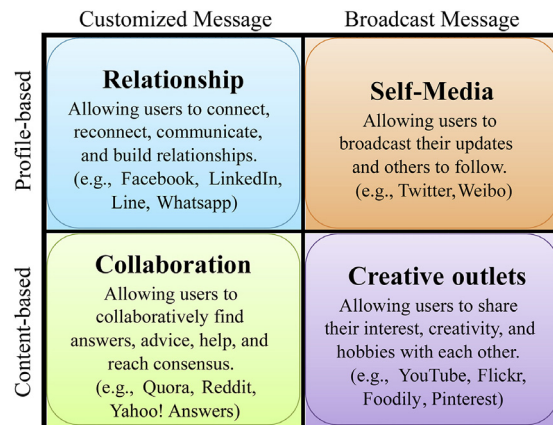 Customized Message
Broadcast Message
Profile-based
Relationship
Allowing users to connect,
reconnect, communicate,
and build relationships.
(e.g., Facebook, LinkedIn,
Line, Whatsapp)
Self-Media
Allowing users to
broadcast their updates
and others to follow.
(e.g., Twitter,Weibo)
Content-based
Collaboration
Allowing users to
collaboratively find
answers, advice, help, and
reach consensus.
(e.g., Quora, Reddit,
Yahoo! Answers)
Creative outlets
Allowing users to share
their interest, creativity, and
hobbies with each other.
(e.g., YouTube, Flickr,
Foodily, Pinterest)